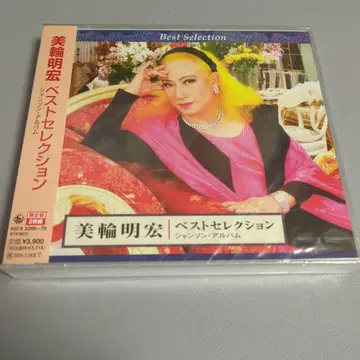 Best Selection
美輪明宏 ベストセレクション
シャンソン・アルバム
美輪明宏
ベストセレクション
シャンソン・アルバム
STEREO
定価¥3,900